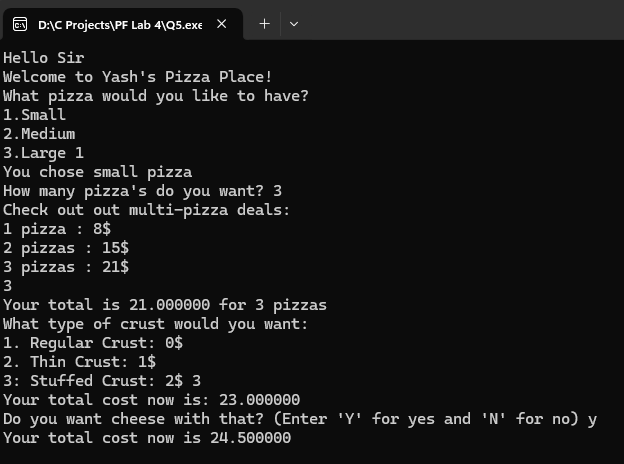 D:\C Projects\PF Lab 4\Q5.exe
Hello Sir
Welcome to Yash's Pizza Place!
What pizza would you like to have?
1.Small
2.Medium
3.Large 1
You chose small pizza
How many pizza's do you want? 3
Check out out multi-pizza deals:
1 pizza : 8$
2 pizzas : 15$
3 pizzas : 21$
3
Your total is 21.000000 for 3 pizzas
What type of crust would you want:
1. Regular Crust: 0$
2. Thin Crust: 1$
3: Stuffed Crust: 2$ 3
Your total cost now is: 23.000000
Do you want cheese with that? (Enter 'Y' for yes and 'N' for no) y
Your total cost now is 24.500000